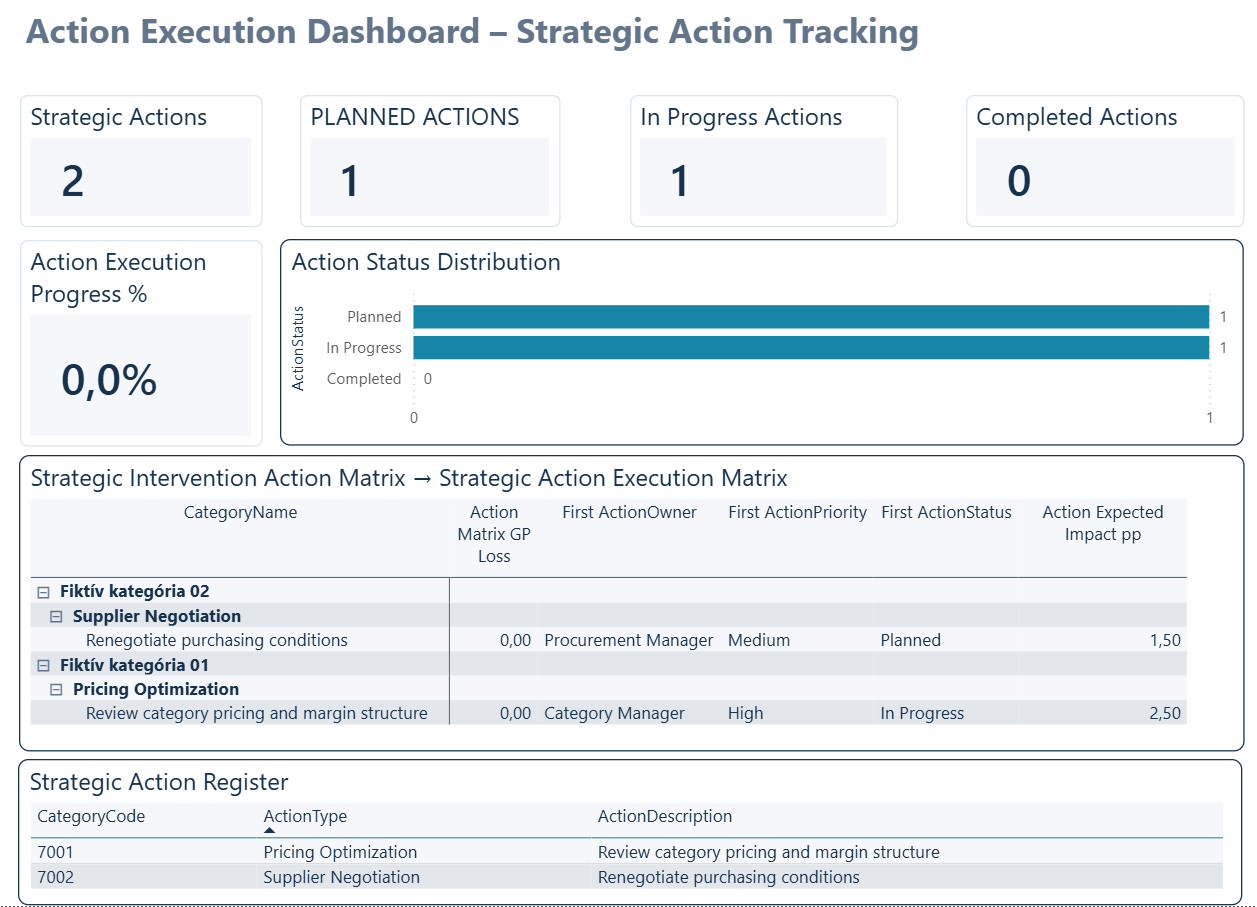 Action Execution Dashboard – Strategic Action Tracking
Strategic Actions
2
PLANNED ACTIONS
1
In Progress Actions
1
Completed Actions
0
Action Execution
Progress %
0,0%
Action Status Distribution
ActionStatus
Planned 1
In Progress 1
Completed 0
0 1
Strategic Intervention Action Matrix → Strategic Action Execution Matrix
CategoryName Action Matrix GP Loss First ActionOwner First ActionPriority First ActionStatus Action Expected Impact pp
Fiktív kategória 02
Supplier Negotiation
Renegotiate purchasing conditions 0,00 Procurement Manager Medium Planned 1,50
Fiktív kategória 01
Pricing Optimization
Review category pricing and margin structure 0,00 Category Manager High In Progress 2,50
Strategic Action Register
CategoryCode ActionType ActionDescription
7001 Pricing Optimization Review category pricing and margin structure
7002 Supplier Negotiation Renegotiate purchasing conditions